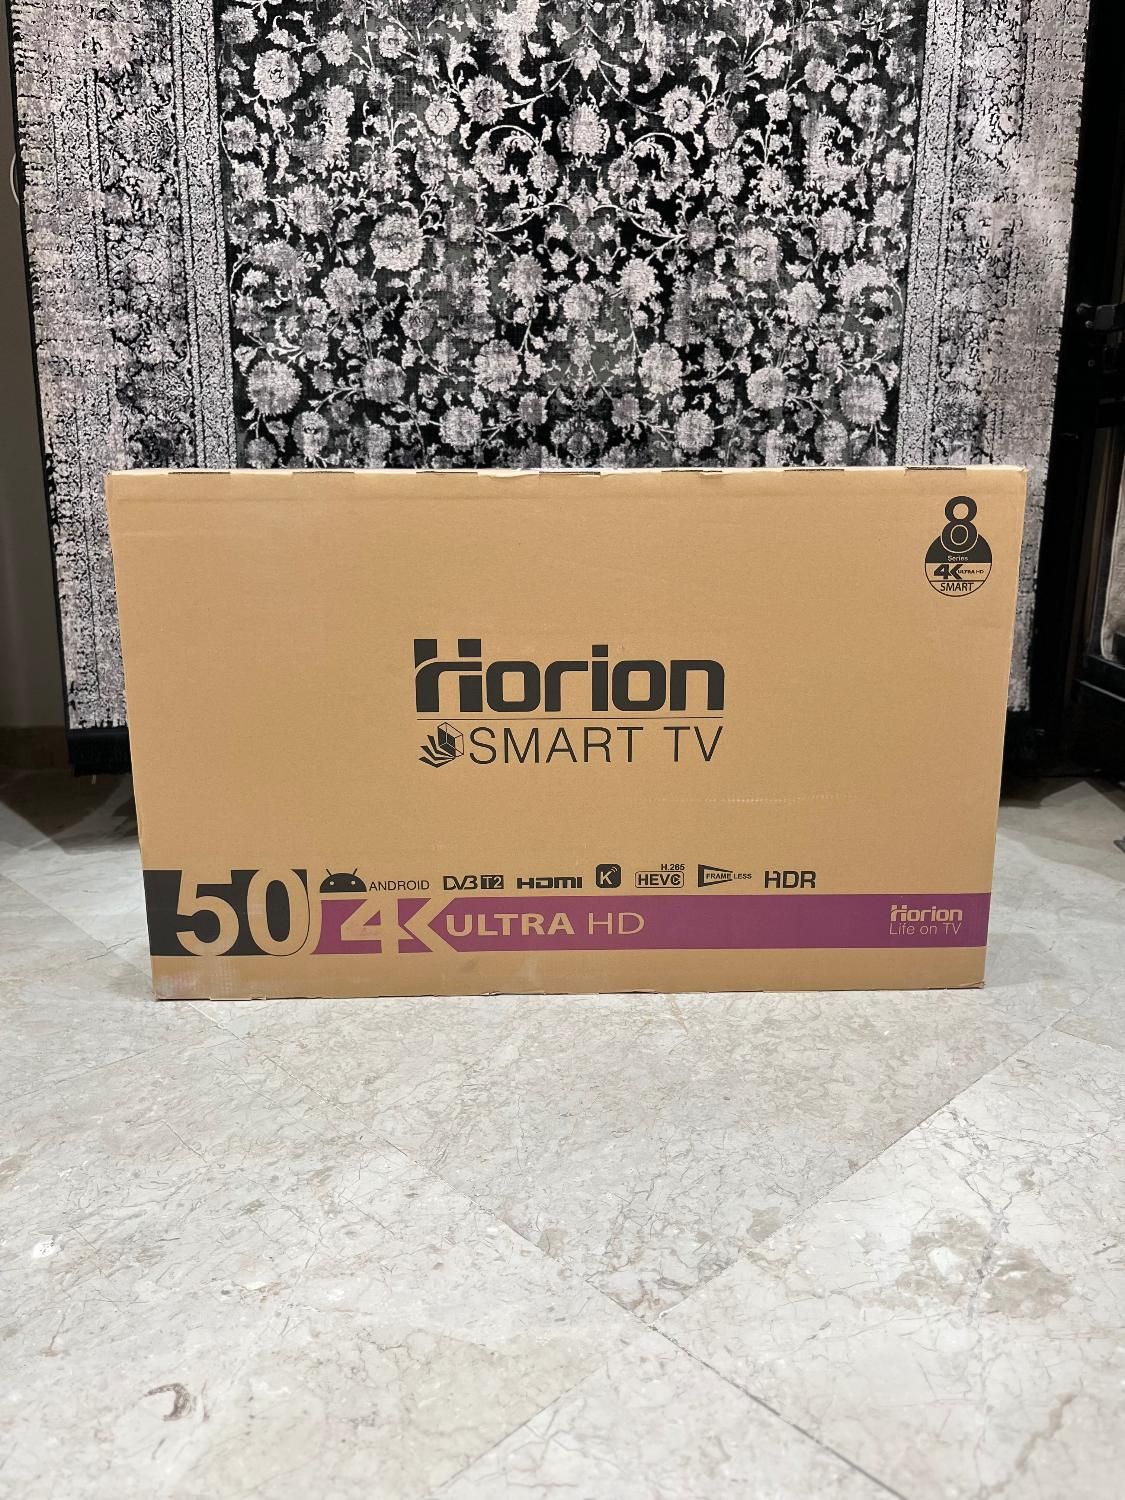 8
Series
4K ULTRA HD
SMART
Horion
SMART TV
50
ANDROID DVB T2 HDMI K H.265 HEVC FRAMELESS HDR
4K ULTRA HD
Horion
Life on TV